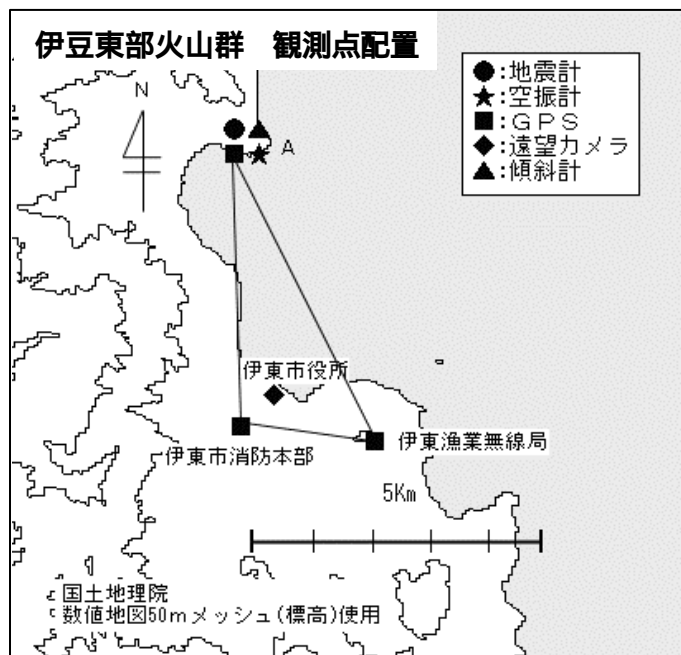 伊豆東部火山群 観測点配置
●:地震計
★:空振計
■:GPS
◆:遠望カメラ
▲:傾斜計
N
A
伊東市役所
伊東市消防本部
伊東漁業無線局
5Km
国土地理院
数値地図50mメッシュ(標高)使用